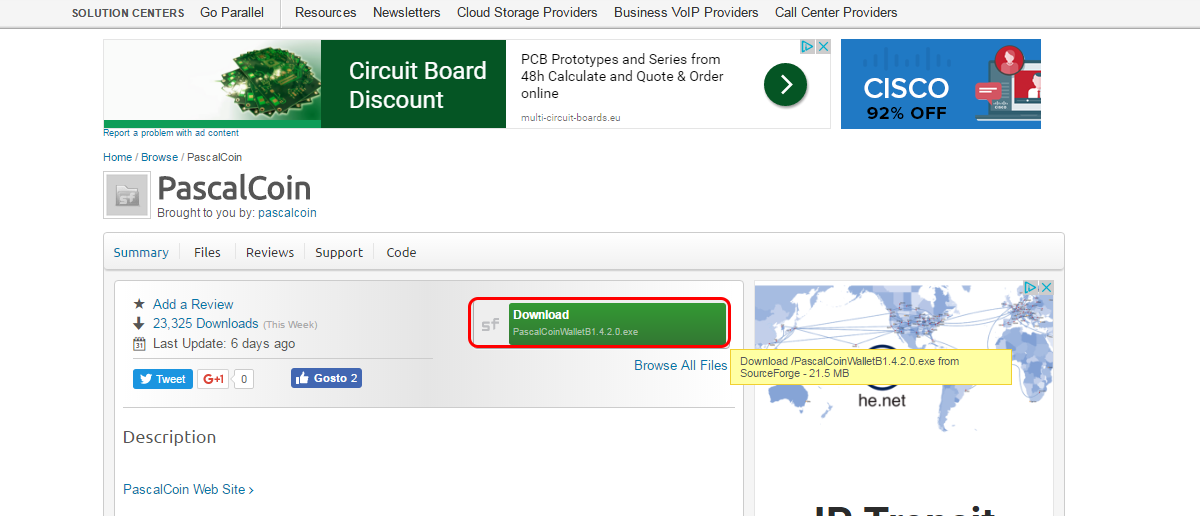 SOLUTION CENTERS Go Parallel Resources Newsletters Cloud Storage Providers Business VoIP Providers Call Center Providers
Circuit Board
Discount
PCB Prototypes and Series from
48h Calculate and Quote & Order
online
multi-circuit-boards.eu
CISCO
92% OFF
Report a problem with ad content
Home / Browse / PascalCoin
sf
PascalCoin
Brought to you by: pascalcoin
Summary Files Reviews Support Code
Add a Review
23,325 Downloads (This Week)
31 Last Update: 6 days ago
Tweet G+1 0 Gosto 2
sf Download
PascalCoinWalletB1.4.2.0.exe
Browse All Files
Download /PascalCoinWalletB1.4.2.0.exe from
SourceForge - 21.5 MB
he.net
Description
PascalCoin Web Site ›
IP Transit